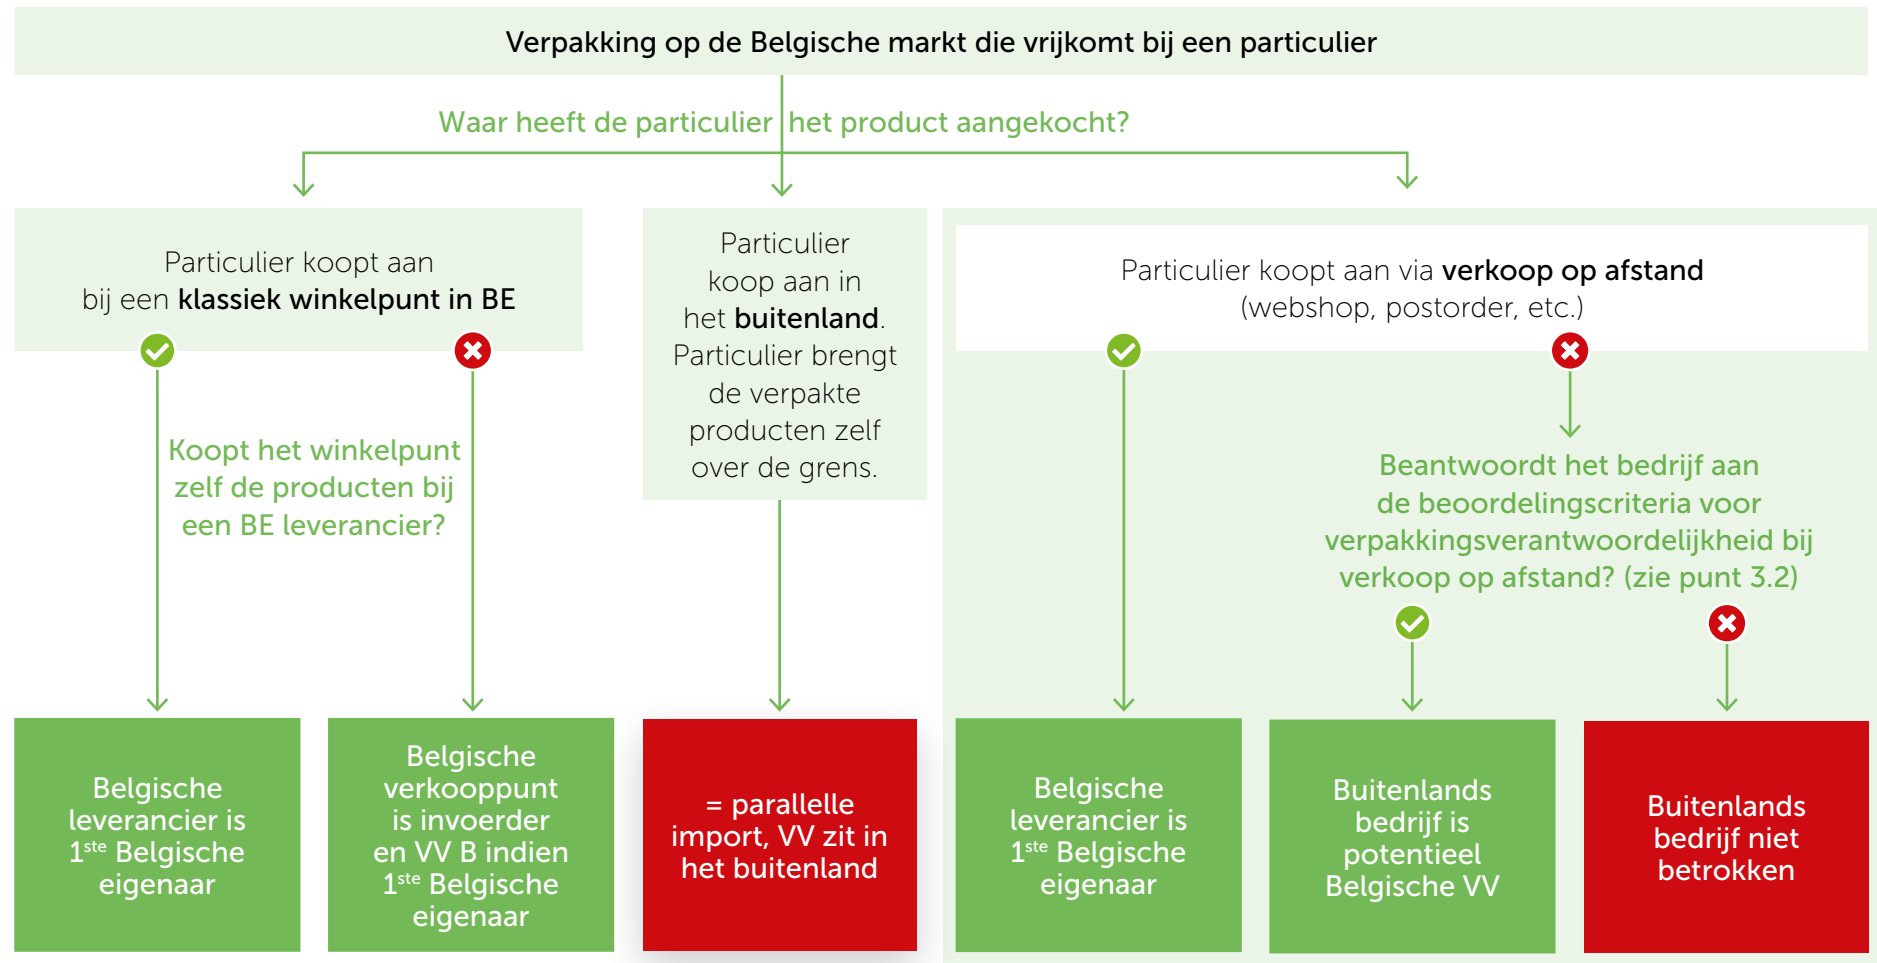 Verpakking op de Belgische markt die vrijkomt bij een particulier
Waar heeft de particulier het product aangekocht?
Particulier koopt aan
bij een klassiek winkelpunt in BE
Koopt het winkelpunt
zelf de producten bij
een BE leverancier?
Particulier
koop aan in
het buitenland.
Particulier brengt
de verpakte
producten zelf
over de grens.
Particulier koopt aan via verkoop op afstand
(webshop, postorder, etc.)
Beantwoordt het bedrijf aan
de beoordelingscriteria voor
verpakkingsverantwoordelijkheid bij
verkoop op afstand? (zie punt 3.2)
Belgische
leverancier is
1ste Belgische
eigenaar
Belgische
verkooppunt
is invoerder
en VV B indien
1ste Belgische
eigenaar
= parallelle
import, VV zit in
het buitenland
Belgische
leverancier is
1ste Belgische
eigenaar
Buitenlands
bedrijf is
potentieel
Belgische VV
Buitenlands
bedrijf niet
betrokken